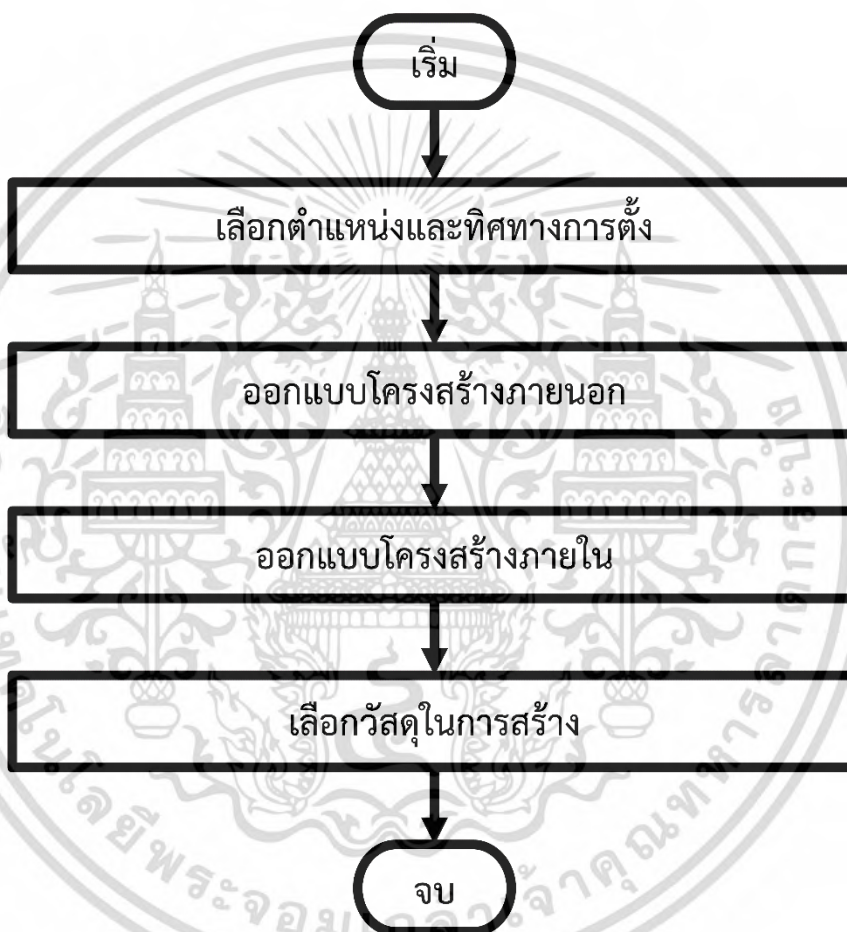 เริ่ม
เลือกตำแหน่งและทิศทางการตั้ง
ออกแบบโครงสร้างภายนอก
ออกแบบโครงสร้างภายใน
เลือกวัสดุในการสร้าง
จบ